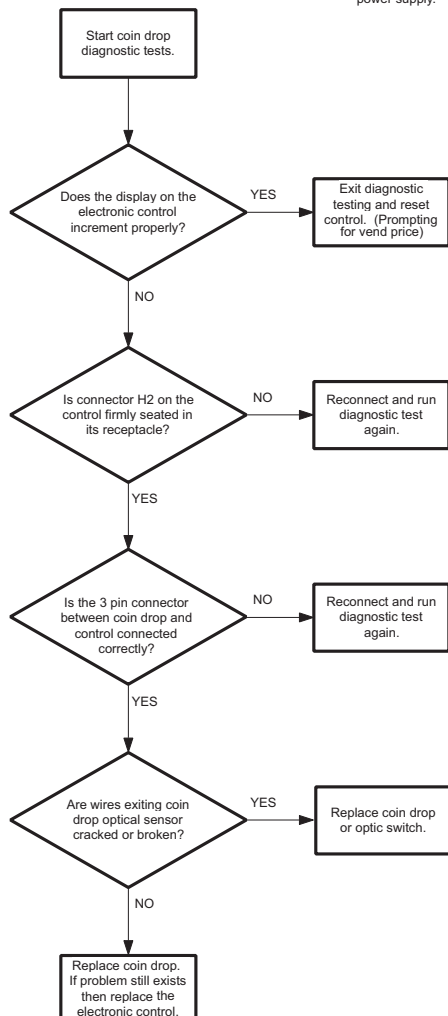 power supply.
Start coin drop
diagnostic tests.
Does the display on the
electronic control
increment properly?
YES
Exit diagnostic
testing and reset
control. (Prompting
for vend price)
NO
Is connector H2 on the
control firmly seated in
its receptacle?
NO
Reconnect and run
diagnostic test
again.
YES
Is the 3 pin connector
between coin drop and
control connected
correctly?
NO
Reconnect and run
diagnostic test
again.
YES
Are wires exiting coin
drop optical sensor
cracked or broken?
YES
Replace coin drop
or optic switch.
NO
Replace coin drop.
If problem still exists
then replace the
electronic control.